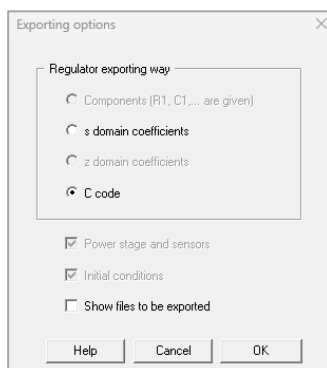 Exporting options
Regulator exporting way
Components (R1, C1,... are given)
s domain coefficients
z domain coefficients
C code
Power stage and sensors
Initial conditions
Show files to be exported
Help Cancel OK